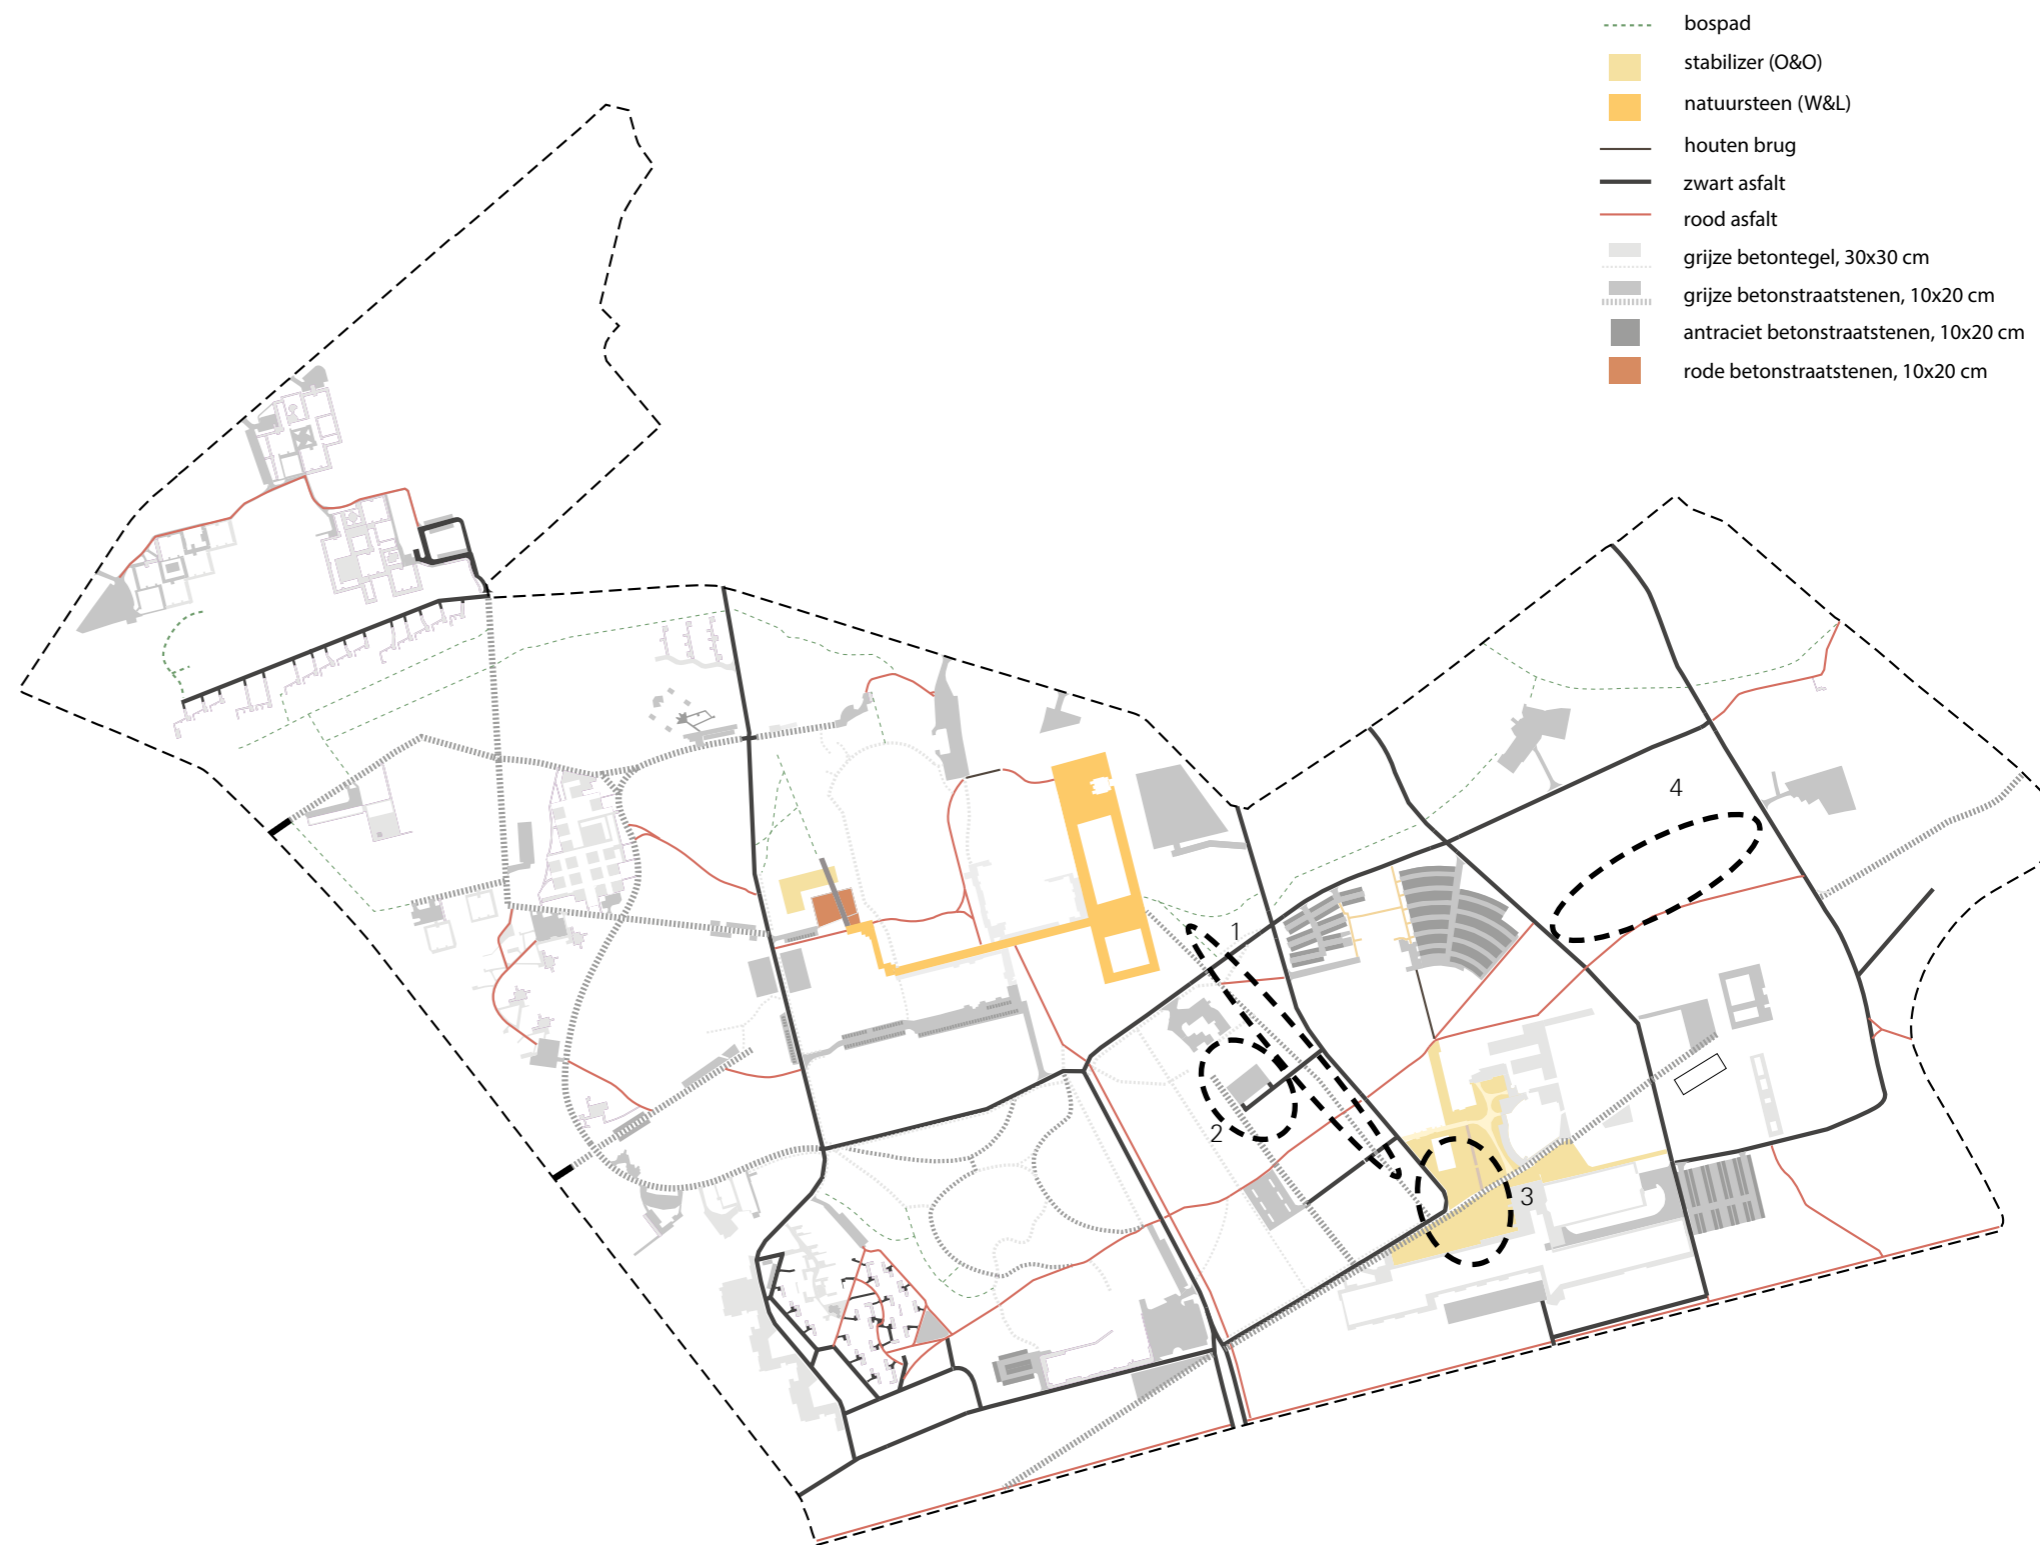 bospad
stabilizer (O&O)
natuursteen (W&L)
houten brug
zwart asfalt
rood asfalt
grijze betontegel, 30x30 cm
grijze betonstraatstenen, 10x20 cm
antraciet betonstraatstenen, 10x20 cm
rode betonstraatstenen, 10x20 cm
4
1
2
3